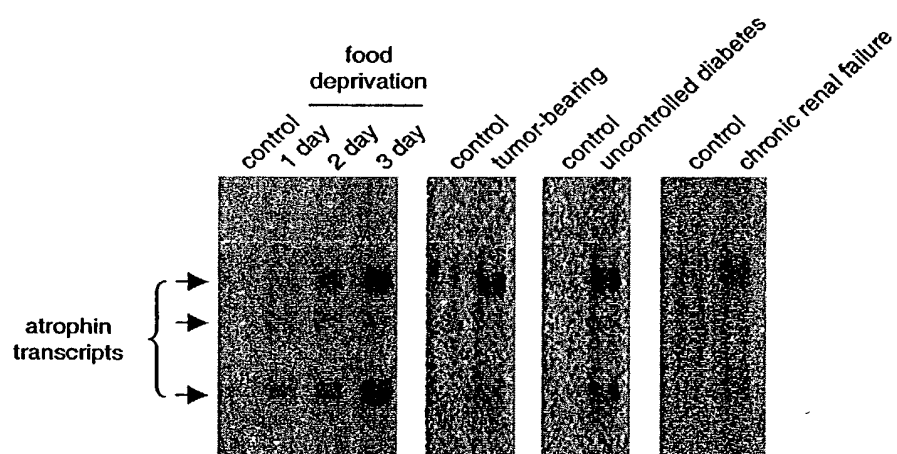 food
deprivation
control
1 day
2 day
3 day
control
tumor-bearing
control
uncontrolled diabetes
control
chronic renal failure
atrophin
transcripts